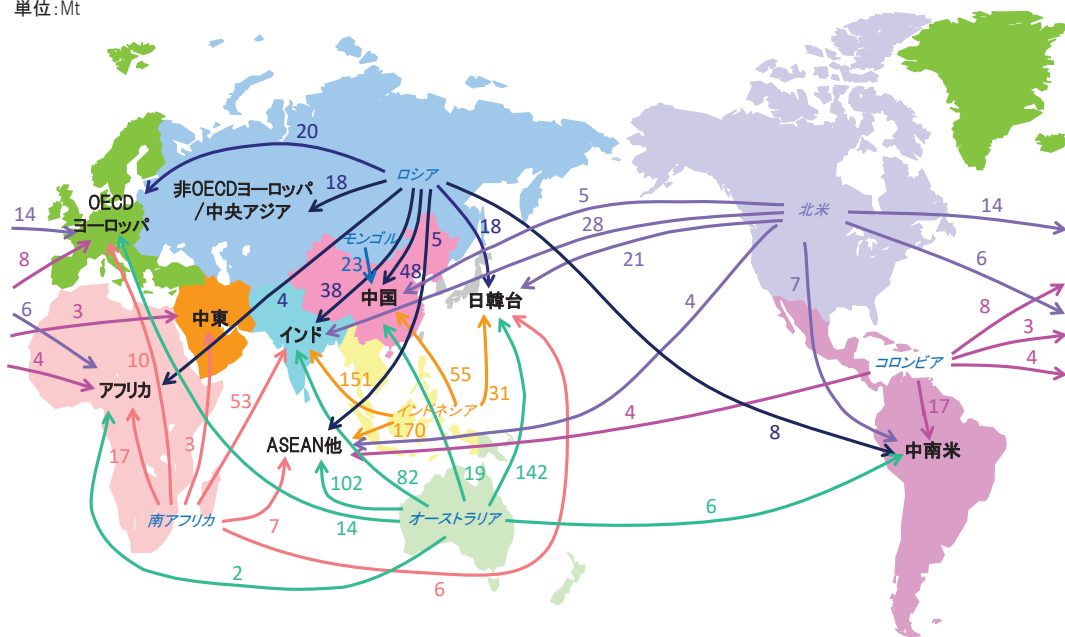 単位:Mt
20
ロシア
18
非OECDヨーロッパ
/中央アジア
OECD
ヨーロッパ
14
5
北米
14
28
18
5
モンゴル
21
6
8
23
48
38
4
中国
日韓台
4
7
6
3
中東
インド
8
3
4
コロンビア
4
10
アフリカ
151
55
31
53
インドネシア
170
4
17
8
中南米
3
17
ASEAN他
102
82
19
142
6
南アフリカ
7
14
オーストラリア
2
6